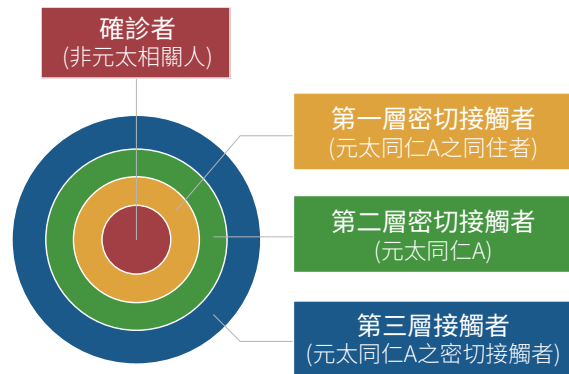 確診者
(非元太相關人)
第一層密切接觸者
(元太同仁A之同住者)
第二層密切接觸者
(元太同仁A)
第三層接觸者
(元太同仁A之密切接觸者)